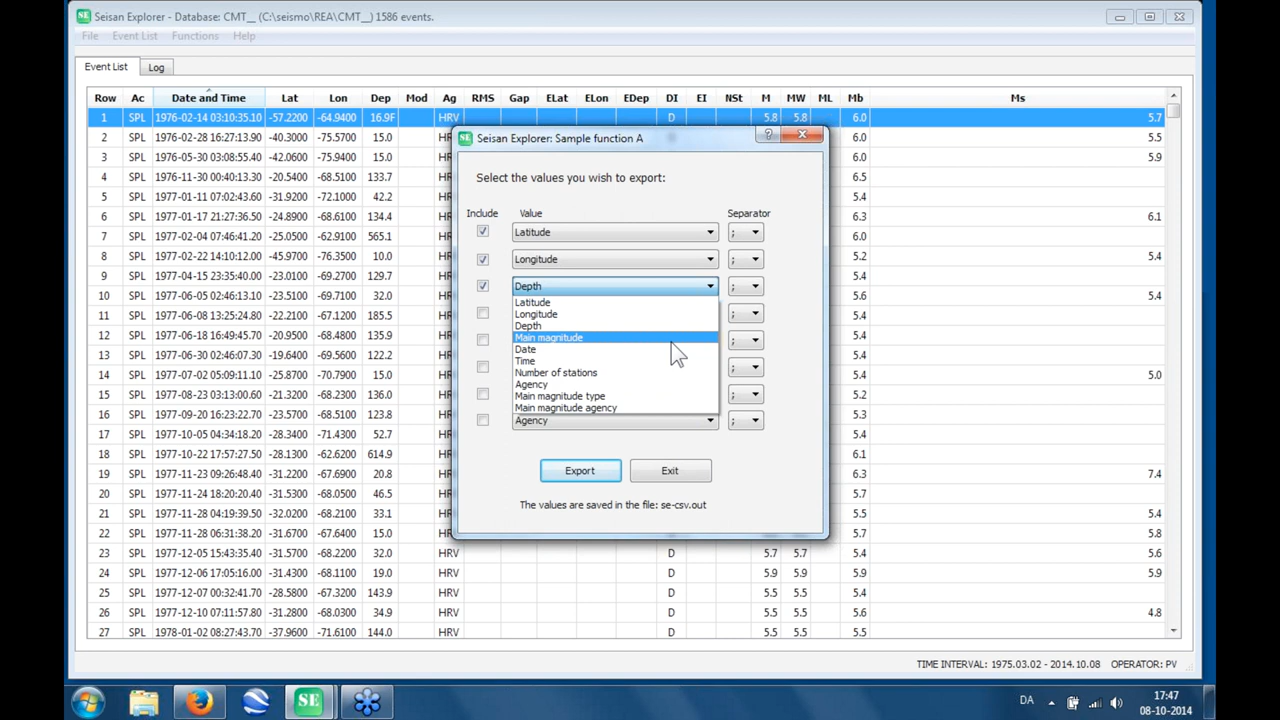 SE Seisan Explorer - Database: CMT__ (C:\seismo\REA\CMT__) 1586 events.
File Event List Functions Help
Event List Log
Row Ac Date and Time Lat Lon Dep Mod Ag RMS Gap ELat ELon EDep DI EI NSt M MW ML Mb Ms
1 SPL 1976-02-14 03:10:35.10 -57.2200 -64.9400 16.9F HRV D 5.8 5.8 6.0 5.7
2 SPL 1976-02-28 16:27:13.90 -40.3000 -75.5700 15.0 6.0 5.5
3 SPL 1976-05-30 03:08:55.40 -42.0600 -75.9400 15.0 6.0 5.9
4 SPL 1976-11-30 00:40:13.30 -20.5400 -68.5100 133.7 6.5
5 SPL 1977-01-11 07:02:43.60 -31.9200 -72.1000 42.2 5.4
6 SPL 1977-01-17 21:27:36.50 -24.8900 -68.6100 134.4 6.3 6.1
7 SPL 1977-02-04 07:46:41.20 -25.0500 -62.9100 565.1 6.0
8 SPL 1977-02-22 14:10:12.00 -45.9700 -76.3500 10.0 5.4 5.2
9 SPL 1977-04-15 23:35:40.00 -23.0100 -69.2700 129.7 5.4
10 SPL 1977-06-05 02:46:13.10 -23.5100 -69.1000 32.0 5.6 5.4
11 SPL 1977-06-08 13:25:24.80 -22.1000 -67.1200 185.5 5.4
12 SPL 1977-06-18 16:49:45.70 -20.9500 -68.4800 135.9 5.4
13 SPL 1977-06-30 02:46:07.30 -19.6400 -69.5600 122.2 5.4
14 SPL 1977-07-02 05:09:11.10 -25.8700 -70.7900 15.0 5.4 5.0
15 SPL 1977-08-23 03:13:00.60 -21.3200 -68.2300 136.0 5.2
16 SPL 1977-09-20 16:23:22.70 -23.5100 -68.5600 123.8 5.3
17 SPL 1977-10-05 04:34:18.20 -28.3400 -71.4300 52.7 5.4
18 SPL 1977-10-22 17:57:27.50 -28.1300 -62.6200 614.9 6.1
19 SPL 1977-11-23 09:26:48.40 -31.2200 -67.6900 20.8 6.3 7.4
20 SPL 1977-11-24 18:20:20.40 -31.5300 -68.0500 46.5 5.7
21 SPL 1977-11-28 04:19:39.50 -32.0100 -68.2100 33.1 5.5 5.4
22 SPL 1977-11-28 06:31:38.20 -31.6700 -67.6400 15.0 5.7 5.8
23 SPL 1977-12-05 15:43:35.40 -31.5700 -68.2200 32.0 D 5.7 5.7 5.4 5.6
24 SPL 1977-12-06 17:05:16.00 -31.4300 -68.1100 19.0 HRV D 5.9 5.9 5.3 5.9
25 SPL 1977-12-07 00:32:41.70 -28.5800 -67.3200 143.9 HRV D 5.5 5.5 5.4
26 SPL 1977-12-10 07:11:57.80 -31.2800 -68.0300 34.9 HRV D 5.5 5.5 5.6 4.8
27 SPL 1978-01-02 08:27:43.70 -37.9600 -71.6100 144.0 HRV D 5.5 5.5 5.4
SE Seisan Explorer: Sample function A
Select the values you wish to export:
Include Value Separator
Latitude ;
Longitude ;
Depth ;
Latitude
Longitude
Depth
Main magnitude
Date
Time
Number of stations
Agency
Main magnitude type
Main magnitude agency
;
;
;
;
Agency ;
Export Exit
The values are saved in the file: se-csv.out
TIME INTERVAL: 1975.03.02 - 2014.10.08 OPERATOR: PV
SE
DA
17:47
08-10-2014